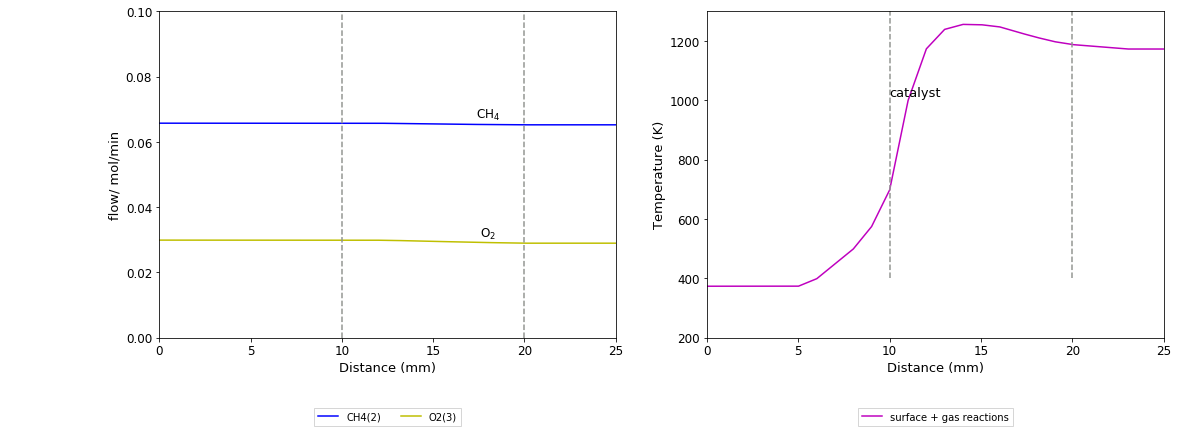 0.10
0.08
0.06
0.04
0.02
0.00
flow/ mol/min
CH₄
O₂
0 5 10 15 20 25
Distance (mm)
CH4(2) O2(3)
1200
1000
800
600
400
200
Temperature (K)
catalyst
0 5 10 15 20 25
Distance (mm)
surface + gas reactions